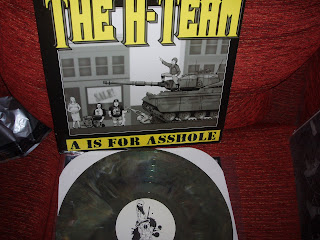 THE A-TEAM
A IS FOR ASSHOLE